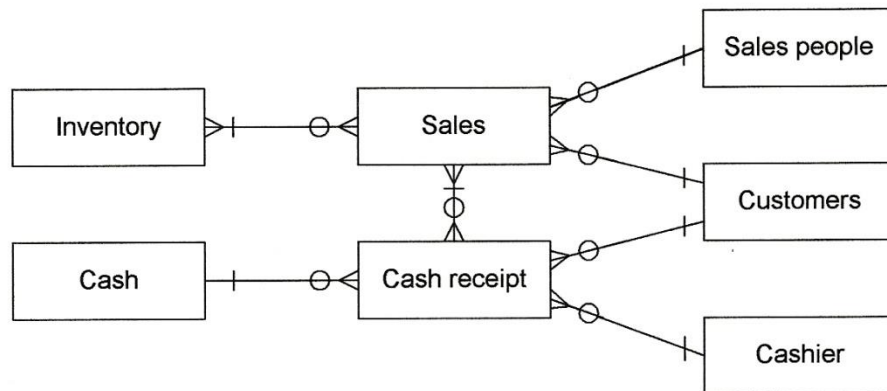 Sales people
Inventory
Sales
Customers
Cash
Cash receipt
Cashier